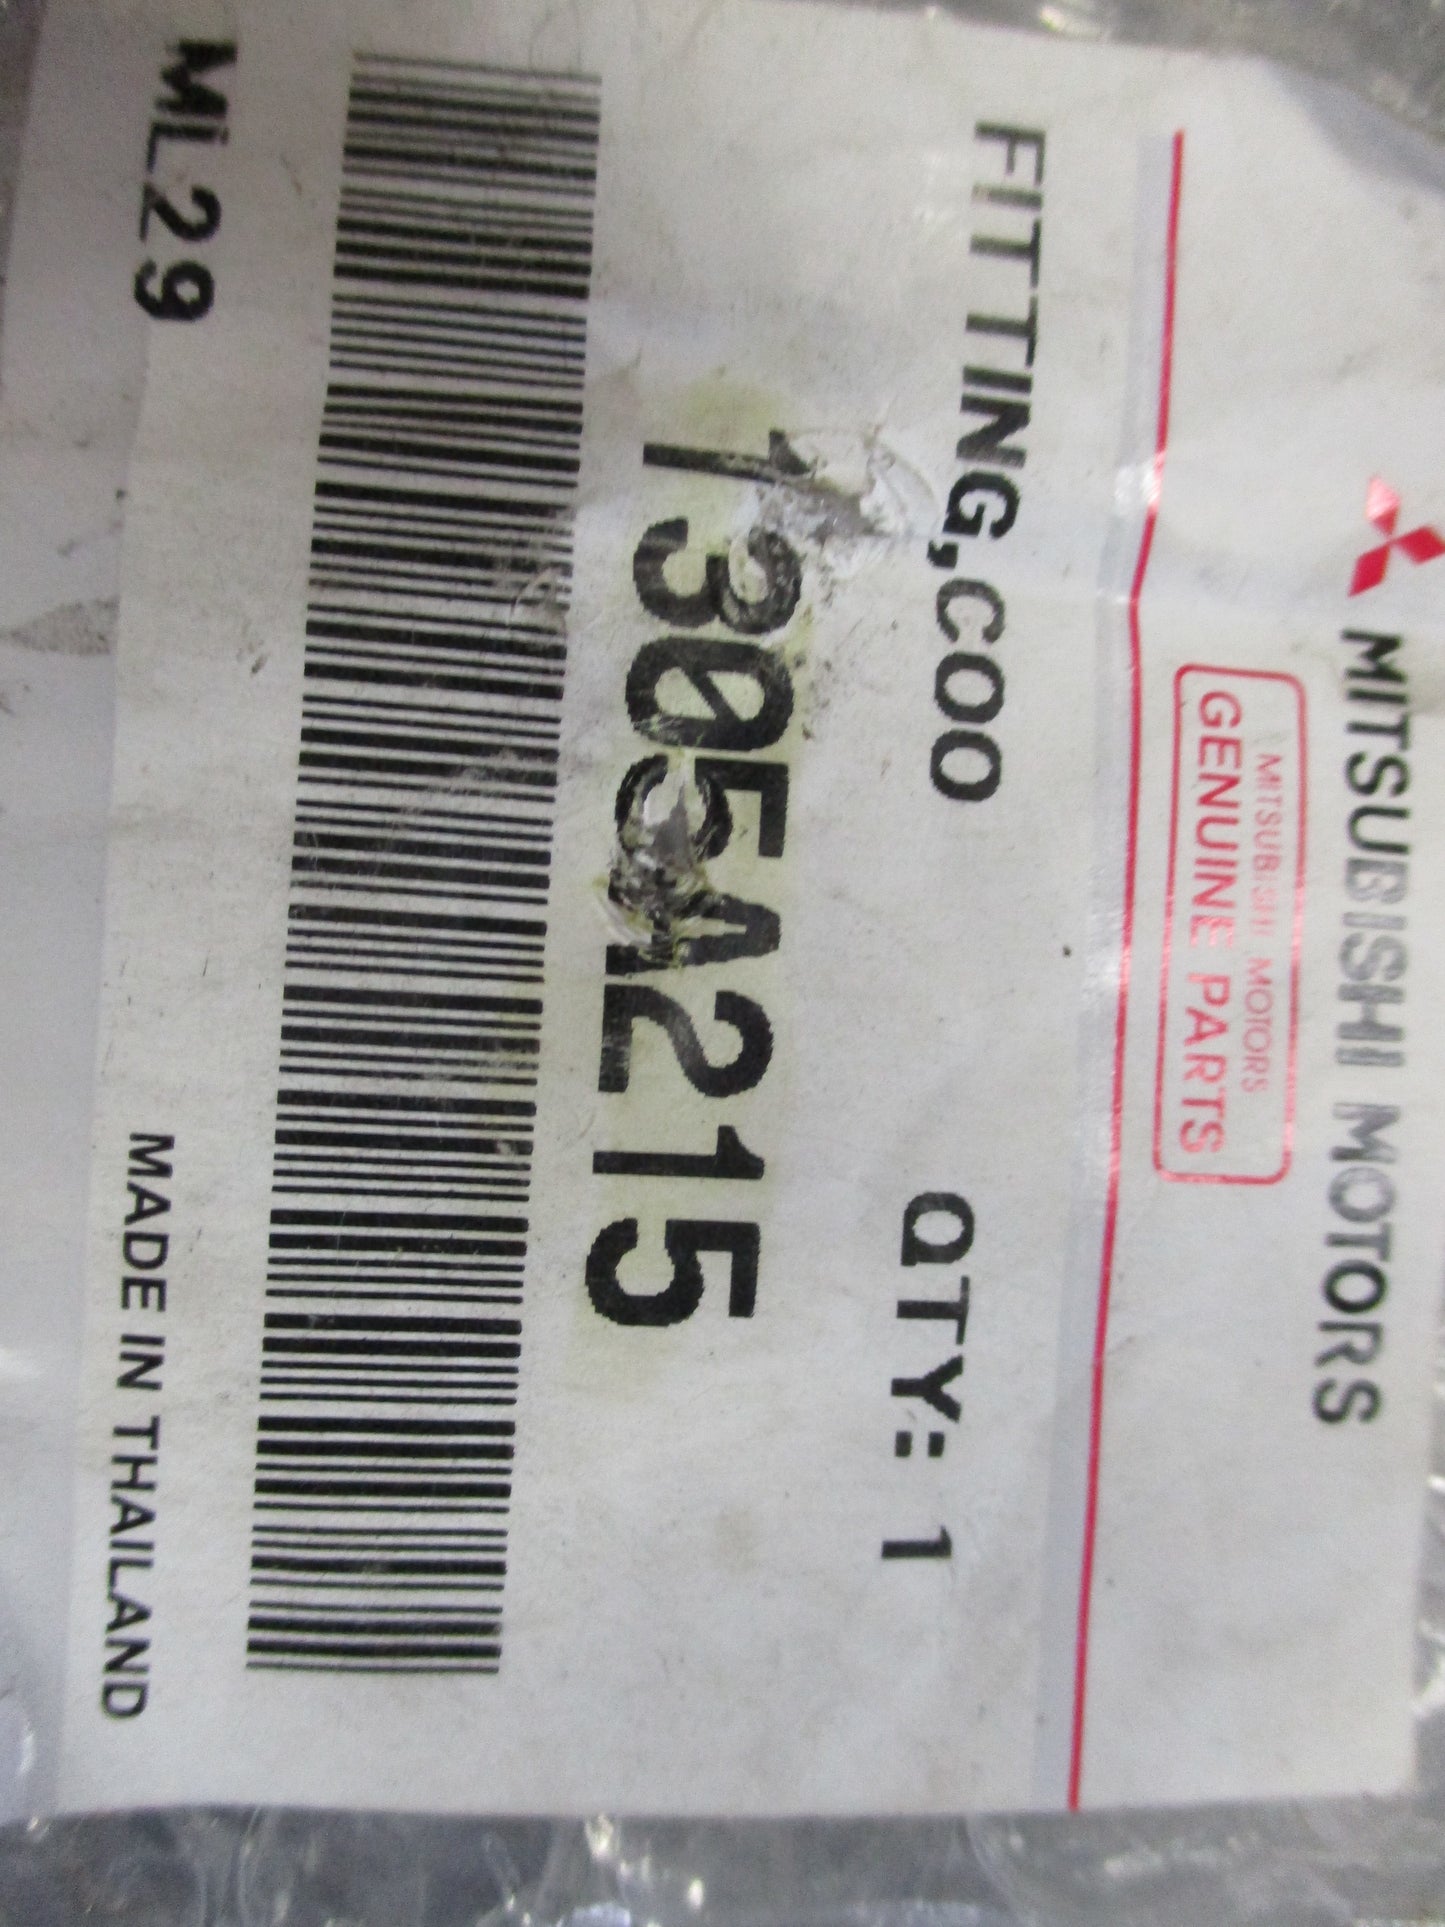 MITSUBISHI MOTORS
MITSUBISHI MOTORS
GENUINE PARTS
FITTING,COO QTY: 1
1305A215
ML29 MADE IN THAILAND